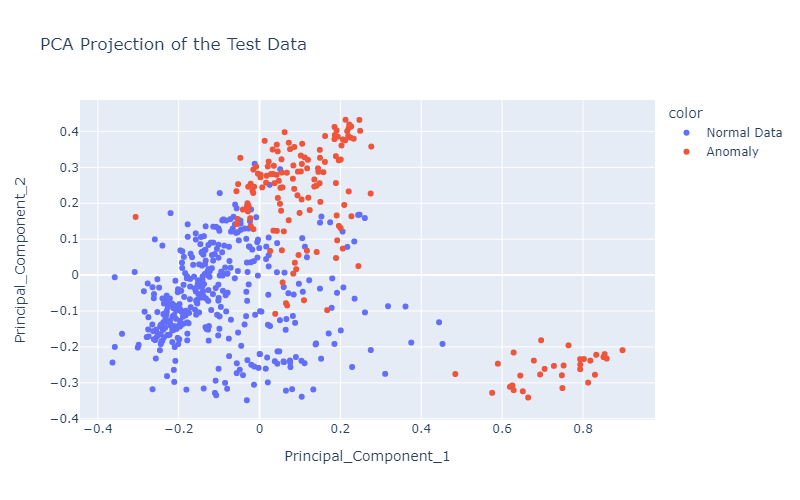 PCA Projection of the Test Data
color
Normal Data
Anomaly
Principal_Component_2
0.4
0.3
0.2
0.1
0
−0.1
−0.2
−0.3
−0.4
−0.4 −0.2 0 0.2 0.4 0.6 0.8
Principal_Component_1